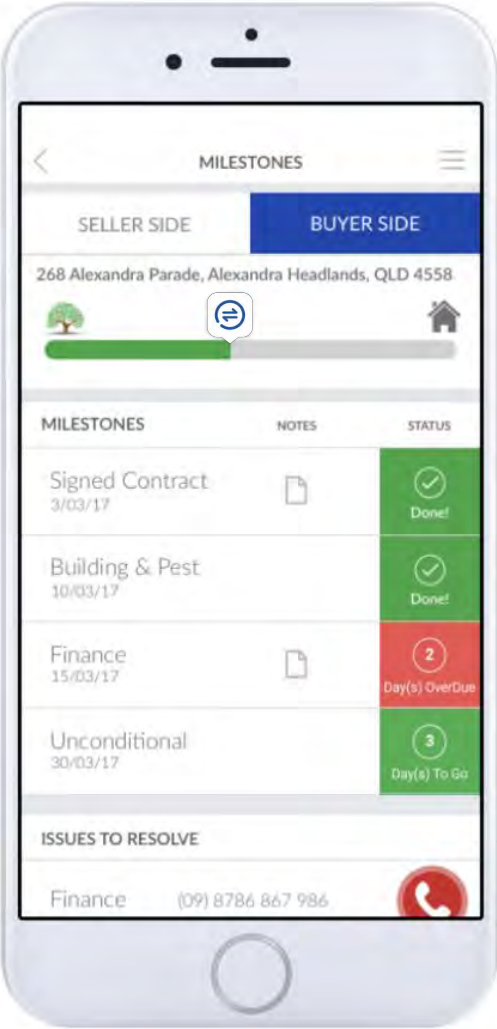 MILESTONES
SELLER SIDE
BUYER SIDE
268 Alexandra Parade, Alexandra Headlands, QLD 4558
MILESTONES NOTES STATUS
Signed Contract
3/03/17
Done!
Building & Pest
10/03/17
Done!
Finance
15/03/17
2
Day(s) OverDue
Unconditional
30/03/17
3
Day(s) To Go
ISSUES TO RESOLVE
Finance (09) 8786 867 986